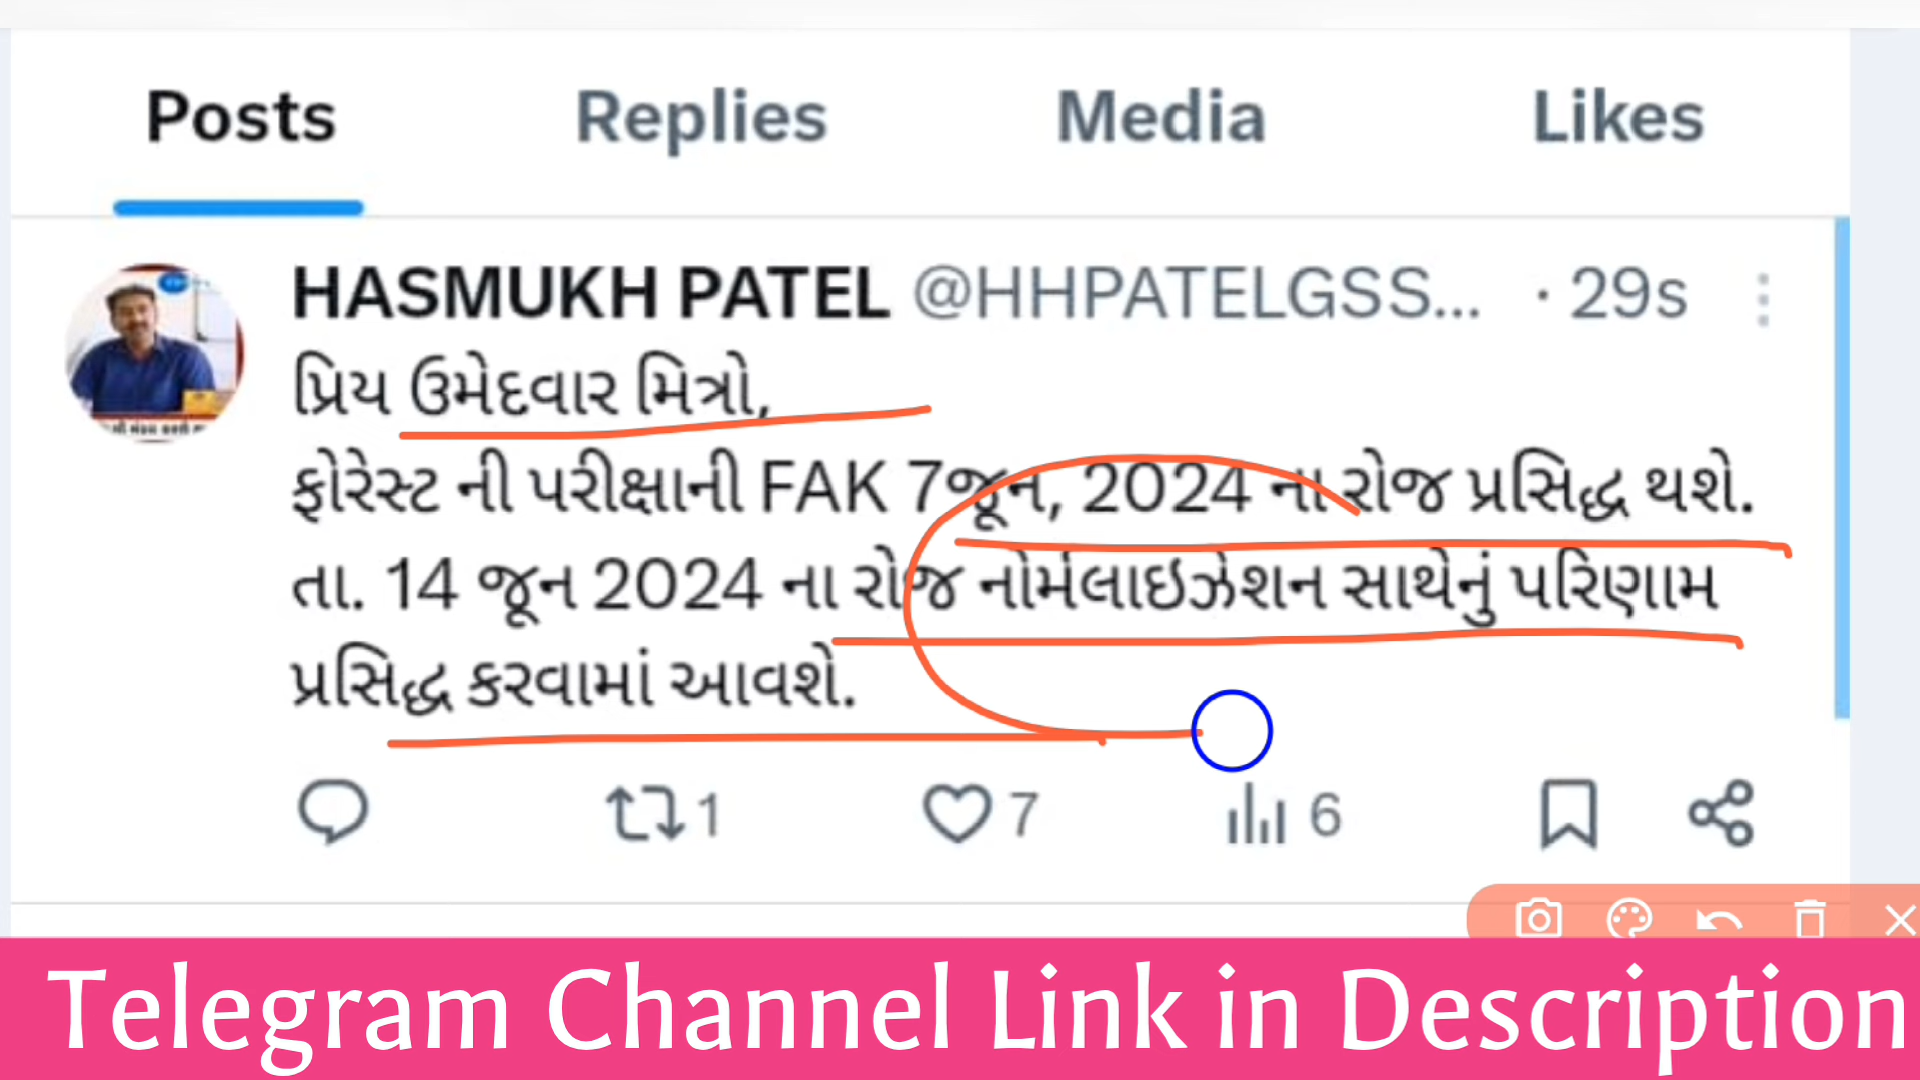 Posts Replies Media Likes
HASMUKH PATEL @HHPATELGSS... · 29s
પ્રિય ઉમેદવાર મિત્રો,
ફોરેસ્ટ ની પરીક્ષાની FAK 7જૂન, 2024 ના રોજ પ્રસિદ્ધ થશે.
તા. 14 જૂન 2024 ના રોજ નોર્મલાઇઝેશન સાથેનું પરિણામ
પ્રસિદ્ધ કરવામાં આવશે.
1 7 6
Telegram Channel Link in Description